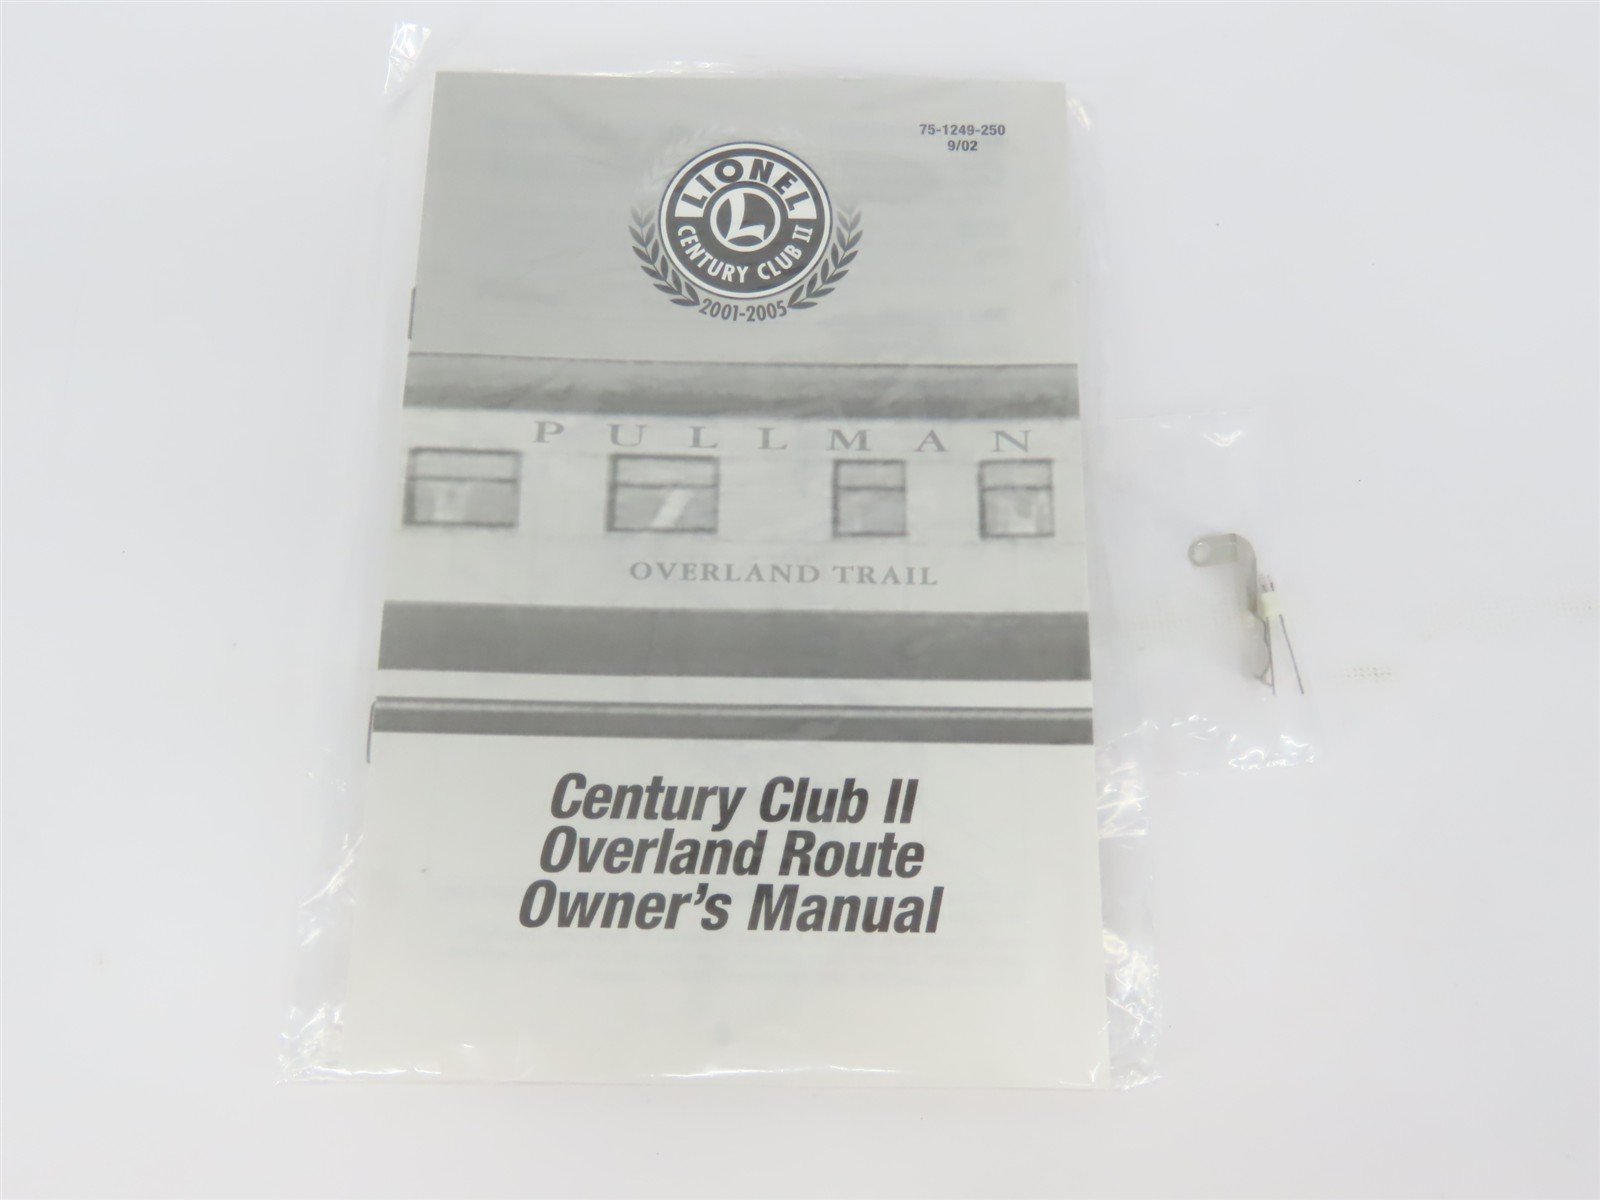 75-1249-250
9/02
LIONEL
L
CENTURY CLUB II
2001-2005
PULLMAN
OVERLAND TRAIL
Century Club II
Overland Route
Owner's Manual